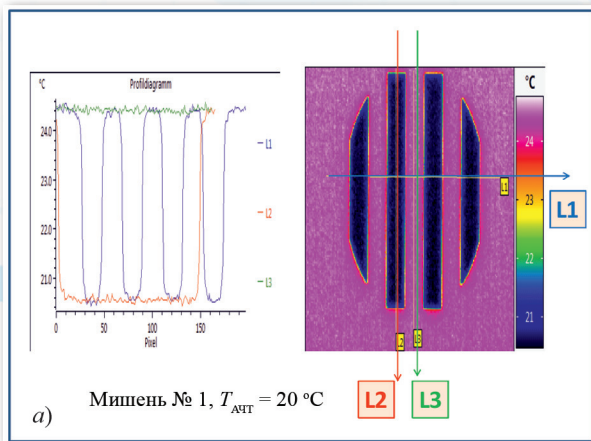 Profildiagramm
°C
24.0
23.0
22.0
21.0
0
50
100
150
Pixel
L1
L2
L3
°C
24
23
22
21
L1
L2
L3
L1
L2
L3
а) Мишень № 1, TАЧТ = 20 °C